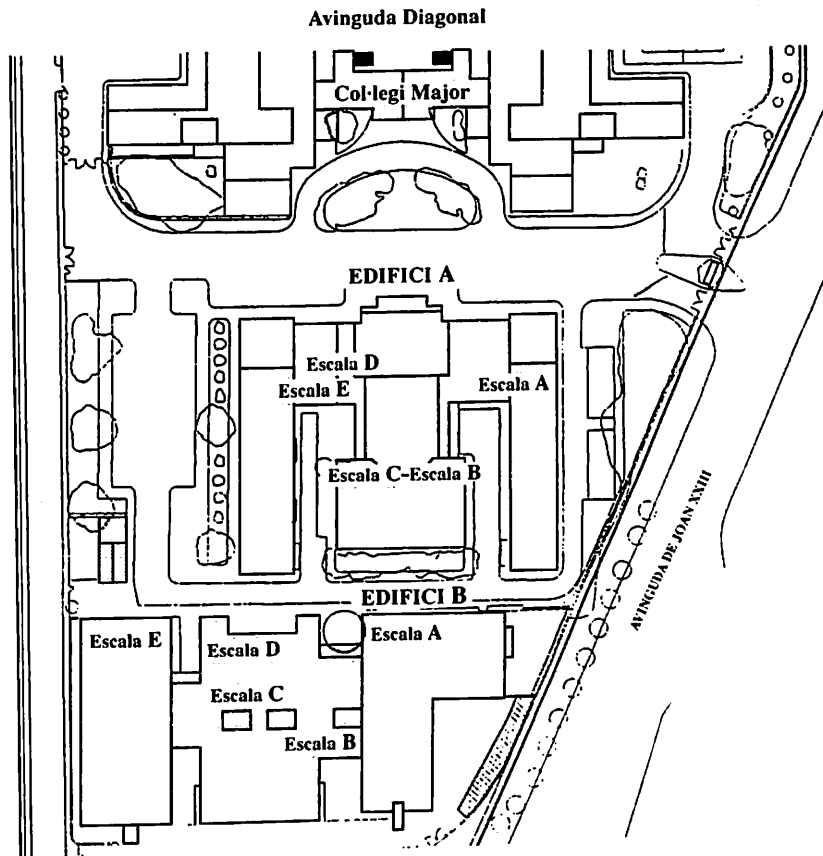 Avinguda Diagonal
Col·legi Major
EDIFICI A
Escala D
Escala E
Escala A
Escala C-Escala B
AVINGUDA DE JOAN XXIII
EDIFICI B
Escala E
Escala D
Escala A
Escala C
Escala B